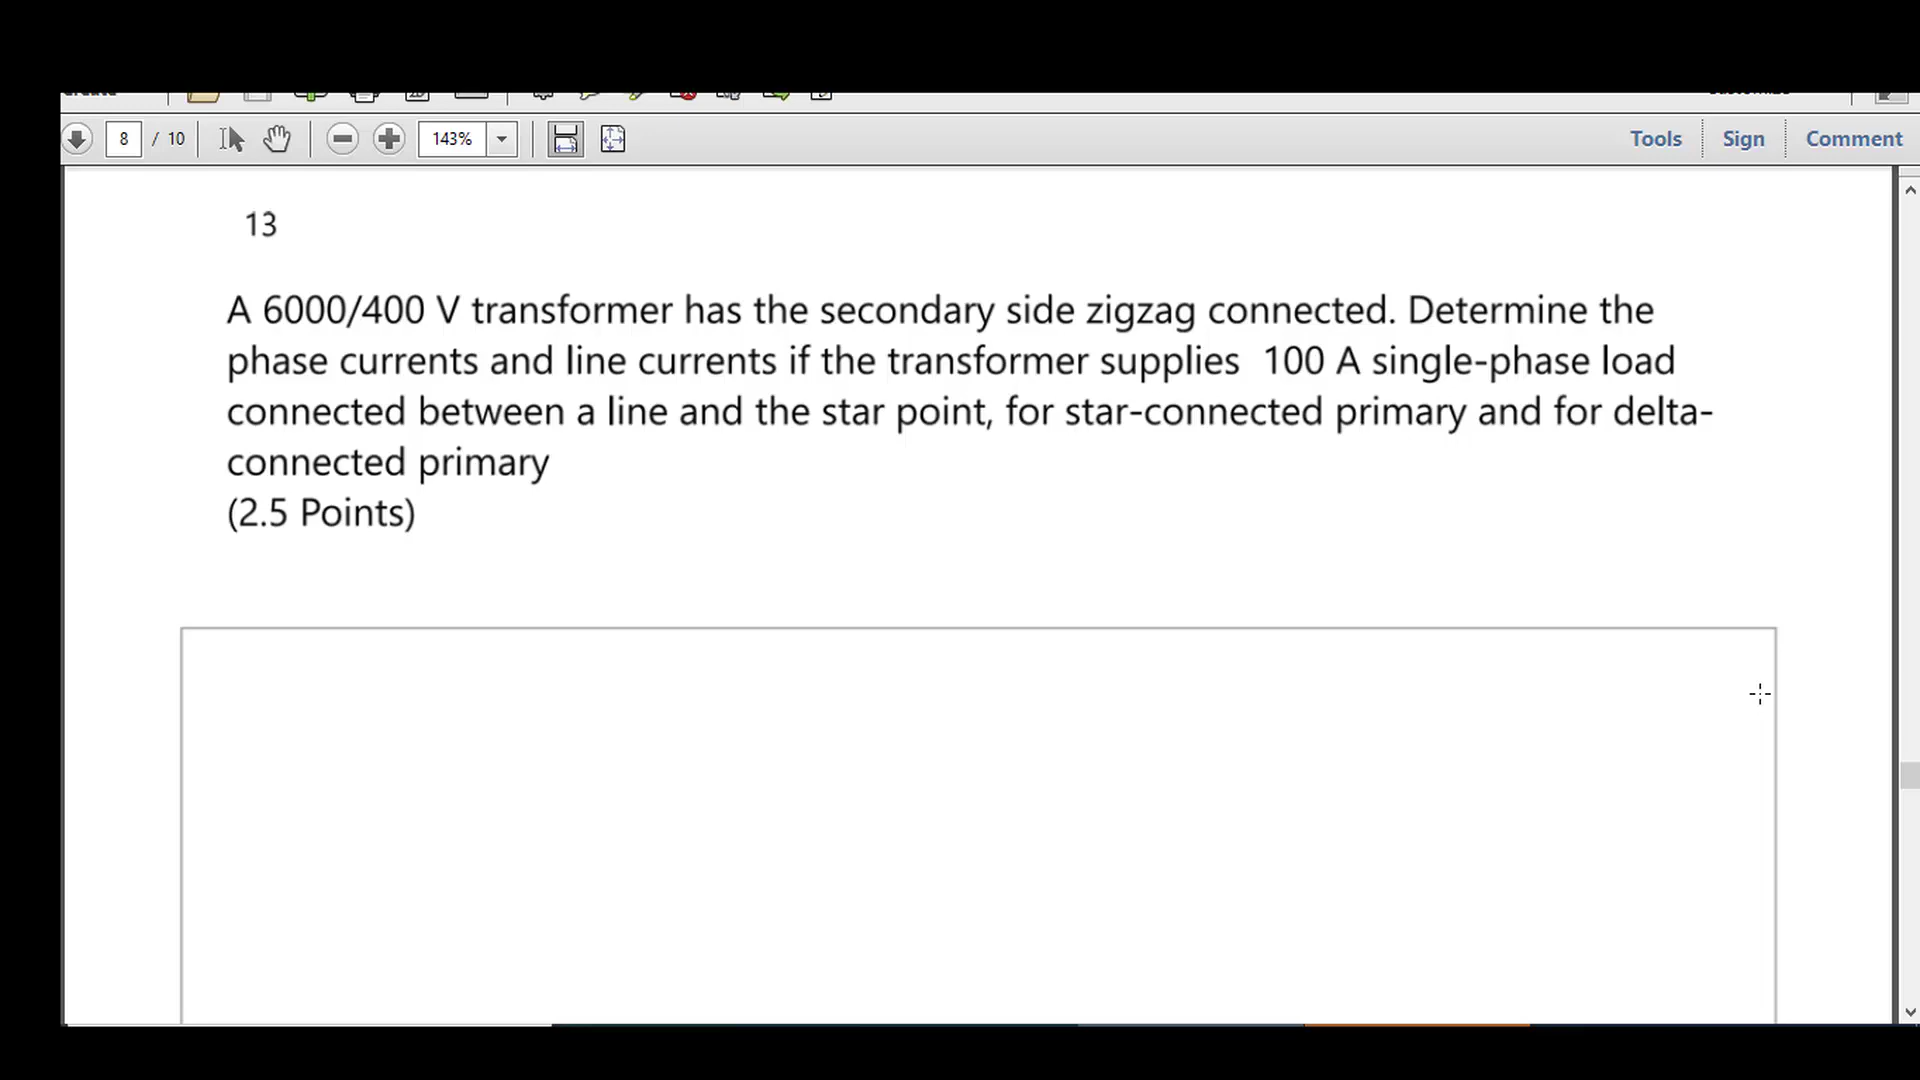 8 / 10 143% Tools Sign Comment
13
A 6000/400 V transformer has the secondary side zigzag connected. Determine the
phase currents and line currents if the transformer supplies 100 A single-phase load
connected between a line and the star point, for star-connected primary and for delta-
connected primary
(2.5 Points)